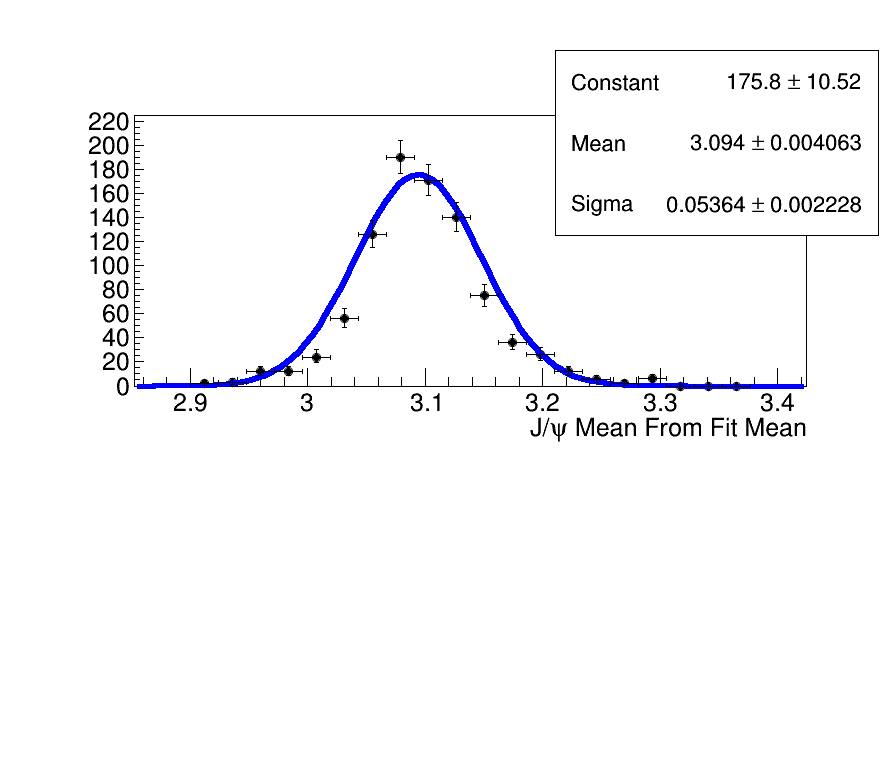 Constant 175.8 ± 10.52
Mean 3.094 ± 0.004063
Sigma 0.05364 ± 0.002228
220
200
180
160
140
120
100
80
60
40
20
0
2.9 3 3.1 3.2 3.3 3.4
J/ψ Mean From Fit Mean